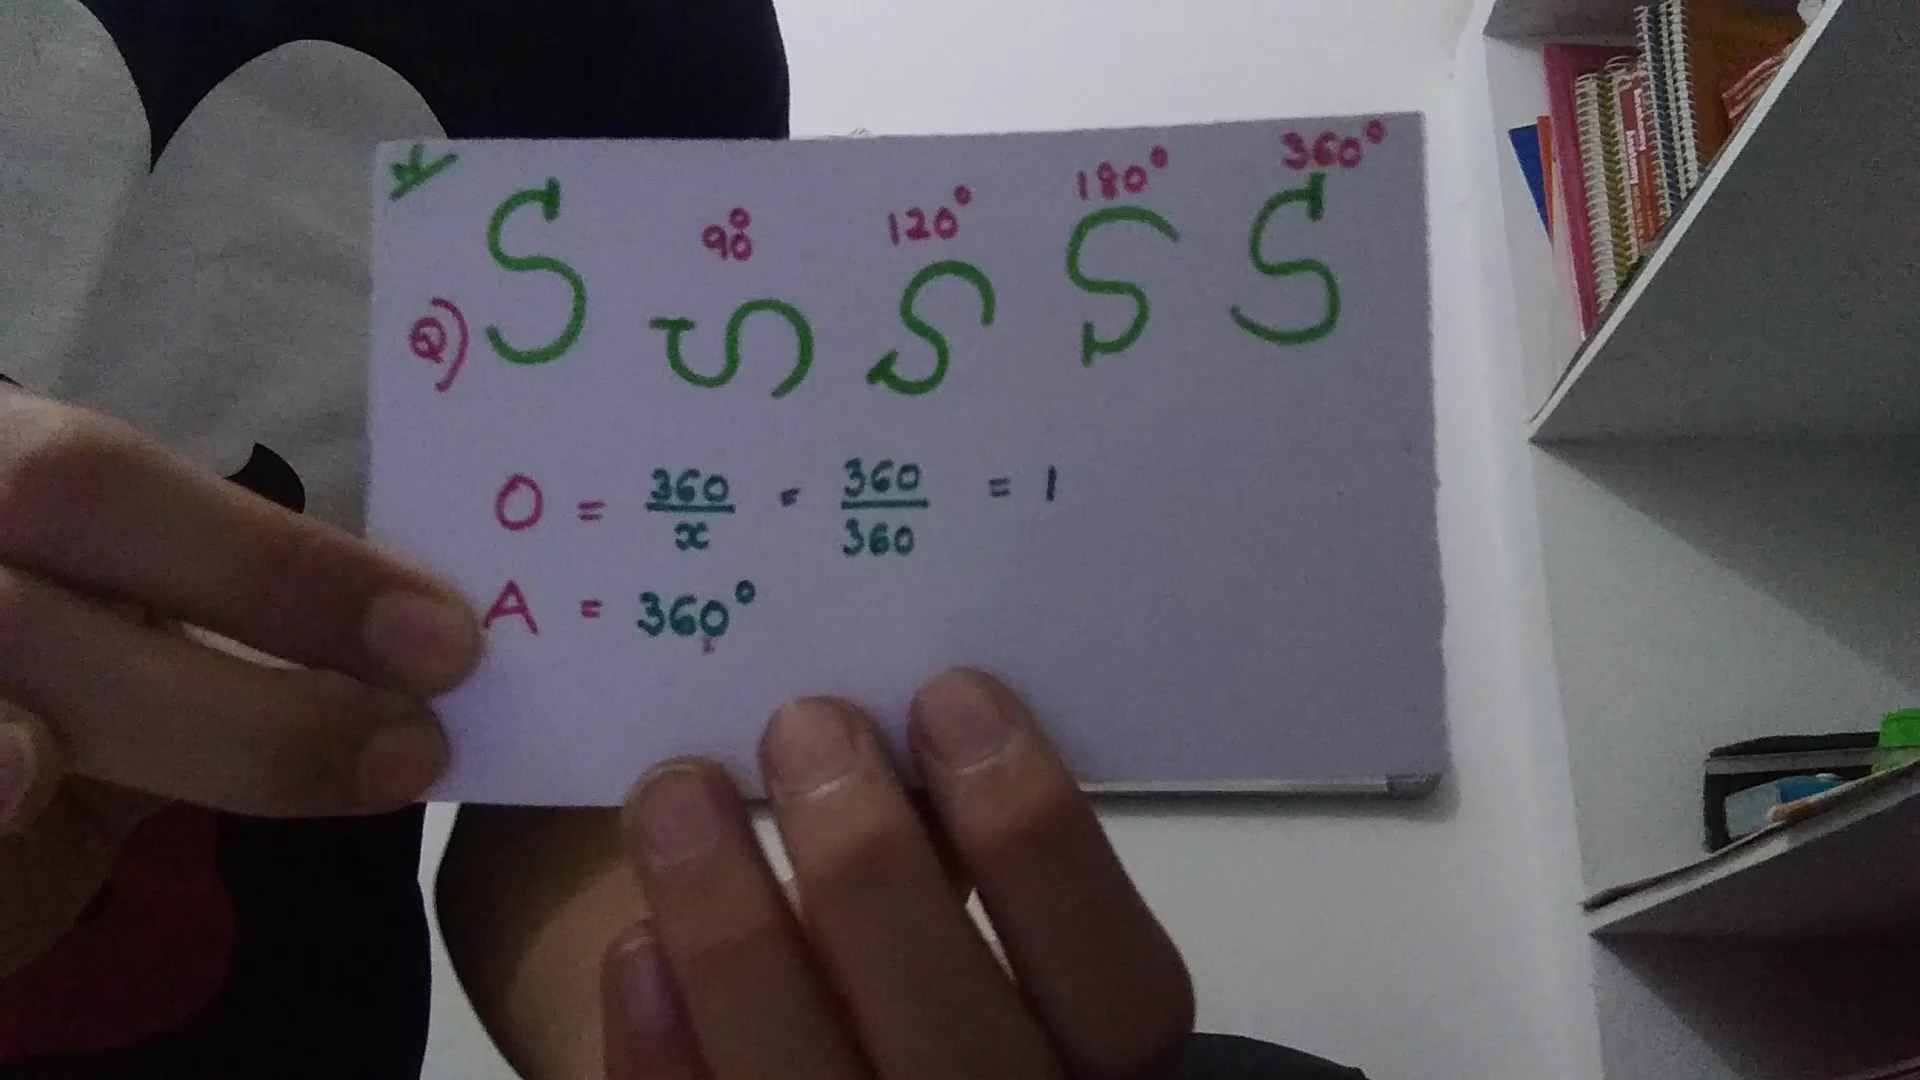 S 90° 120° 180° 360°
Q)
O = 360/x = 360/360 = 1
A = 360°